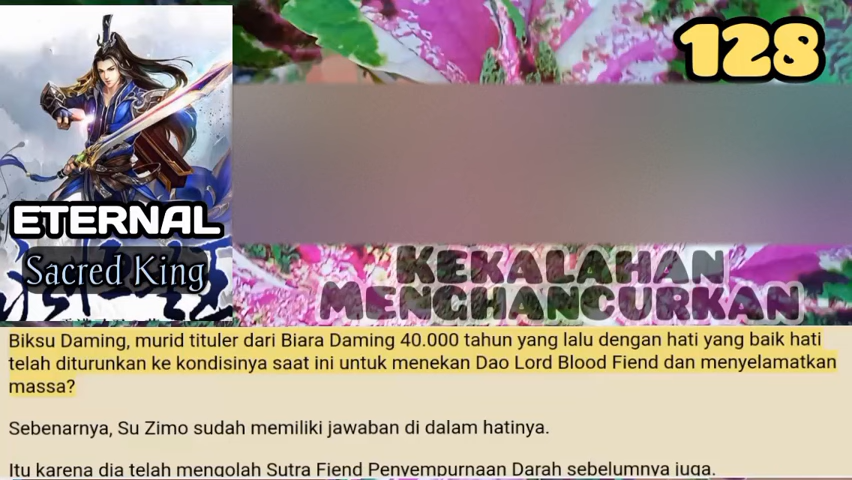 128
ETERNAL
Sacred King
KEKALAHAN
MENGHANCURKAN
Biksu Daming, murid tituler dari Biara Daming 40.000 tahun yang lalu dengan hati yang baik hati
telah diturunkan ke kondisinya saat ini untuk menekan Dao Lord Blood Fiend dan menyelamatkan
massa?
Sebenarnya, Su Zimo sudah memiliki jawaban di dalam hatinya.
Itu karena dia telah mengolah Sutra Fiend Penyempurnaan Darah sebelumnya juga.